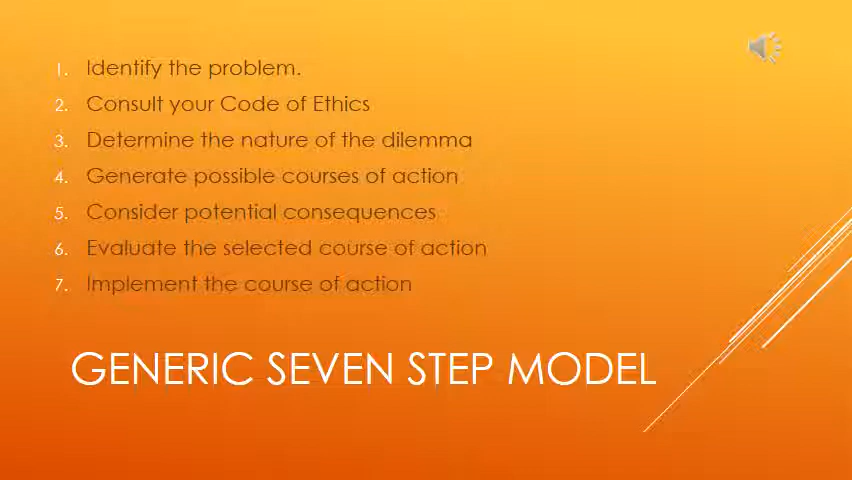 1. Identify the problem.
2. Consult your Code of Ethics
3. Determine the nature of the dilemma
4. Generate possible courses of action
5. Consider potential consequences
6. Evaluate the selected course of action
7. Implement the course of action
GENERIC SEVEN STEP MODEL